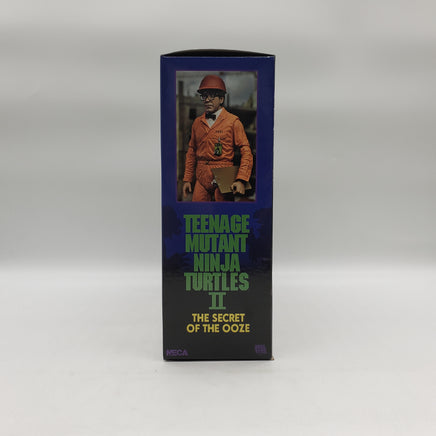 TEENAGE
MUTANT
NINJA
TURTLES
II
THE SECRET
OF THE OOZE
NECA